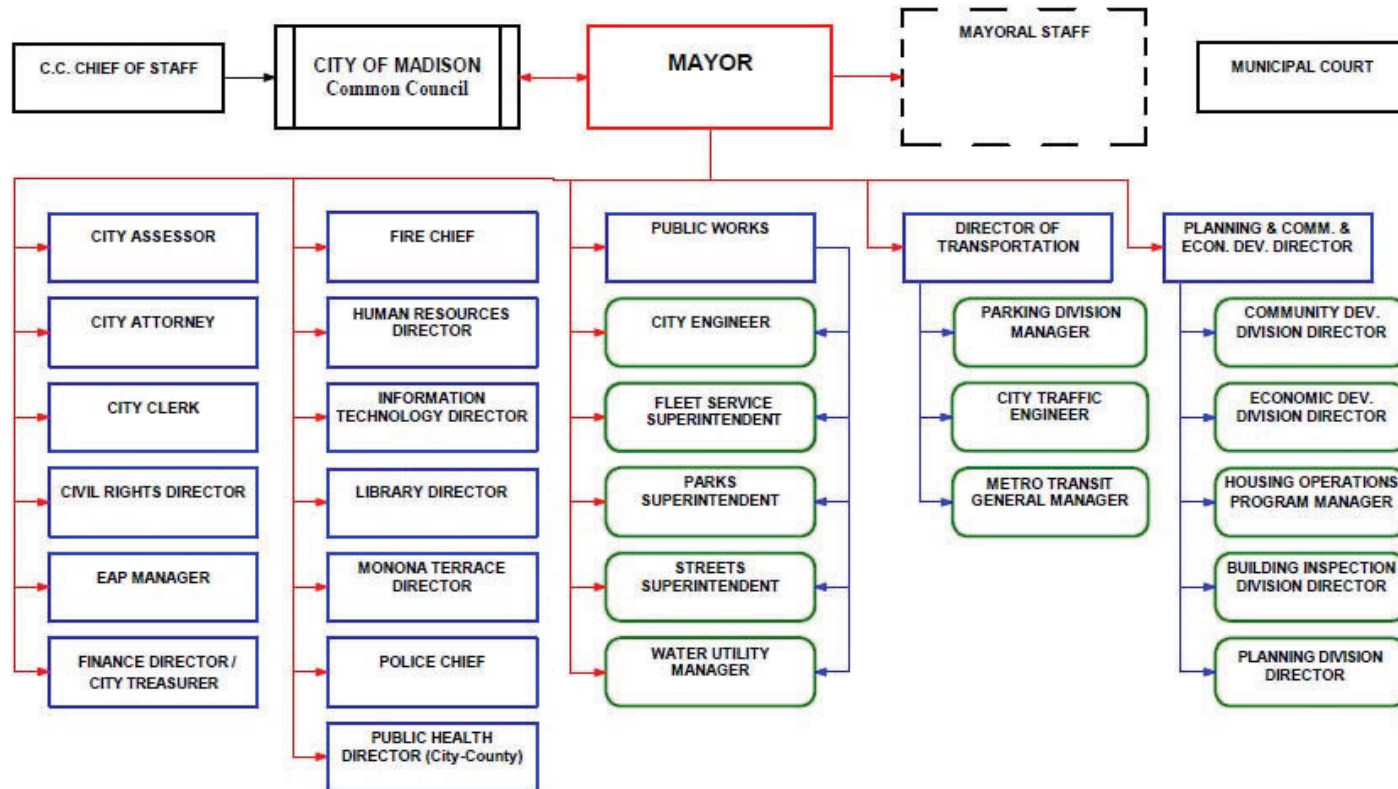 C.C. CHIEF OF STAFF
CITY OF MADISON
Common Council
MAYOR
MAYORAL STAFF
MUNICIPAL COURT
CITY ASSESSOR
CITY ATTORNEY
CITY CLERK
CIVIL RIGHTS DIRECTOR
EAP MANAGER
FINANCE DIRECTOR /
CITY TREASURER
FIRE CHIEF
HUMAN RESOURCES
DIRECTOR
INFORMATION
TECHNOLOGY DIRECTOR
LIBRARY DIRECTOR
MONONA TERRACE
DIRECTOR
POLICE CHIEF
PUBLIC HEALTH
DIRECTOR (City-County)
PUBLIC WORKS
CITY ENGINEER
FLEET SERVICE
SUPERINTENDENT
PARKS
SUPERINTENDENT
STREETS
SUPERINTENDENT
WATER UTILITY
MANAGER
DIRECTOR OF
TRANSPORTATION
PARKING DIVISION
MANAGER
CITY TRAFFIC
ENGINEER
METRO TRANSIT
GENERAL MANAGER
PLANNING & COMM. &
ECON. DEV. DIRECTOR
COMMUNITY DEV.
DIVISION DIRECTOR
ECONOMIC DEV.
DIVISION DIRECTOR
HOUSING OPERATIONS
PROGRAM MANAGER
BUILDING INSPECTION
DIVISION DIRECTOR
PLANNING DIVISION
DIRECTOR